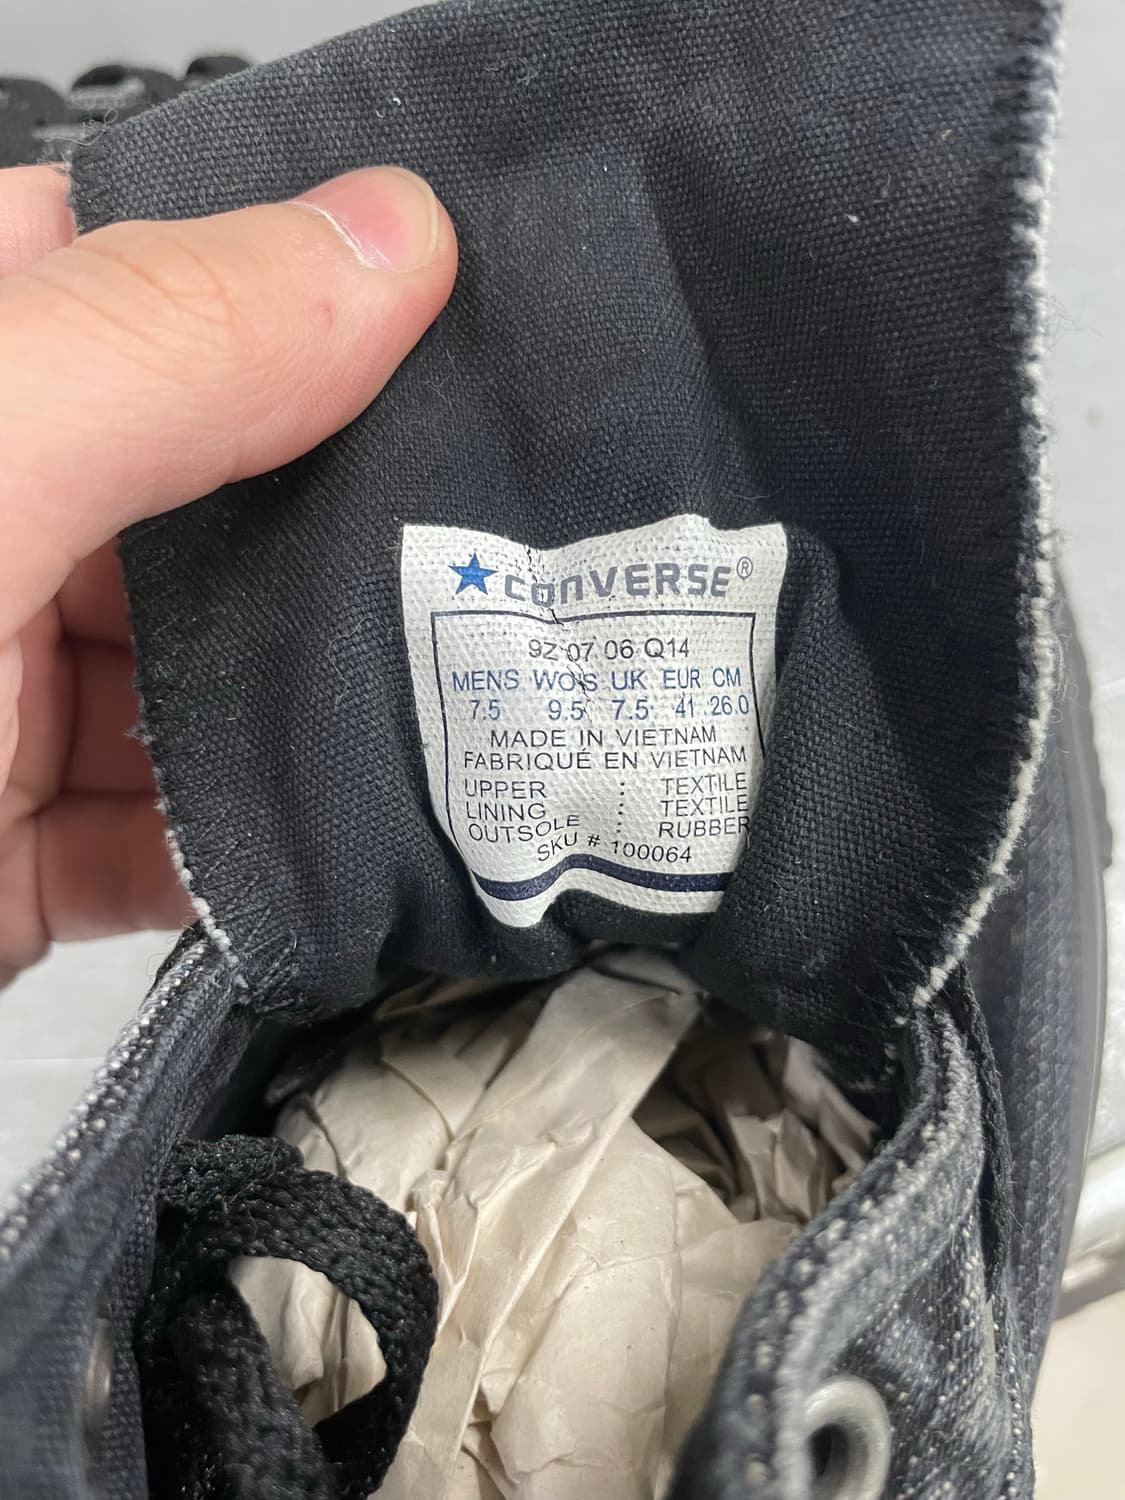 CONVERSE®
9Z 07 06 Q14
MENS WO'S UK EUR CM
7.5 9.5 7.5 41 26.0
MADE IN VIETNAM
FABRIQUÉ EN VIETNAM
UPPER : TEXTILE
LINING : TEXTILE
OUTSOLE : RUBBER
SKU # 100064